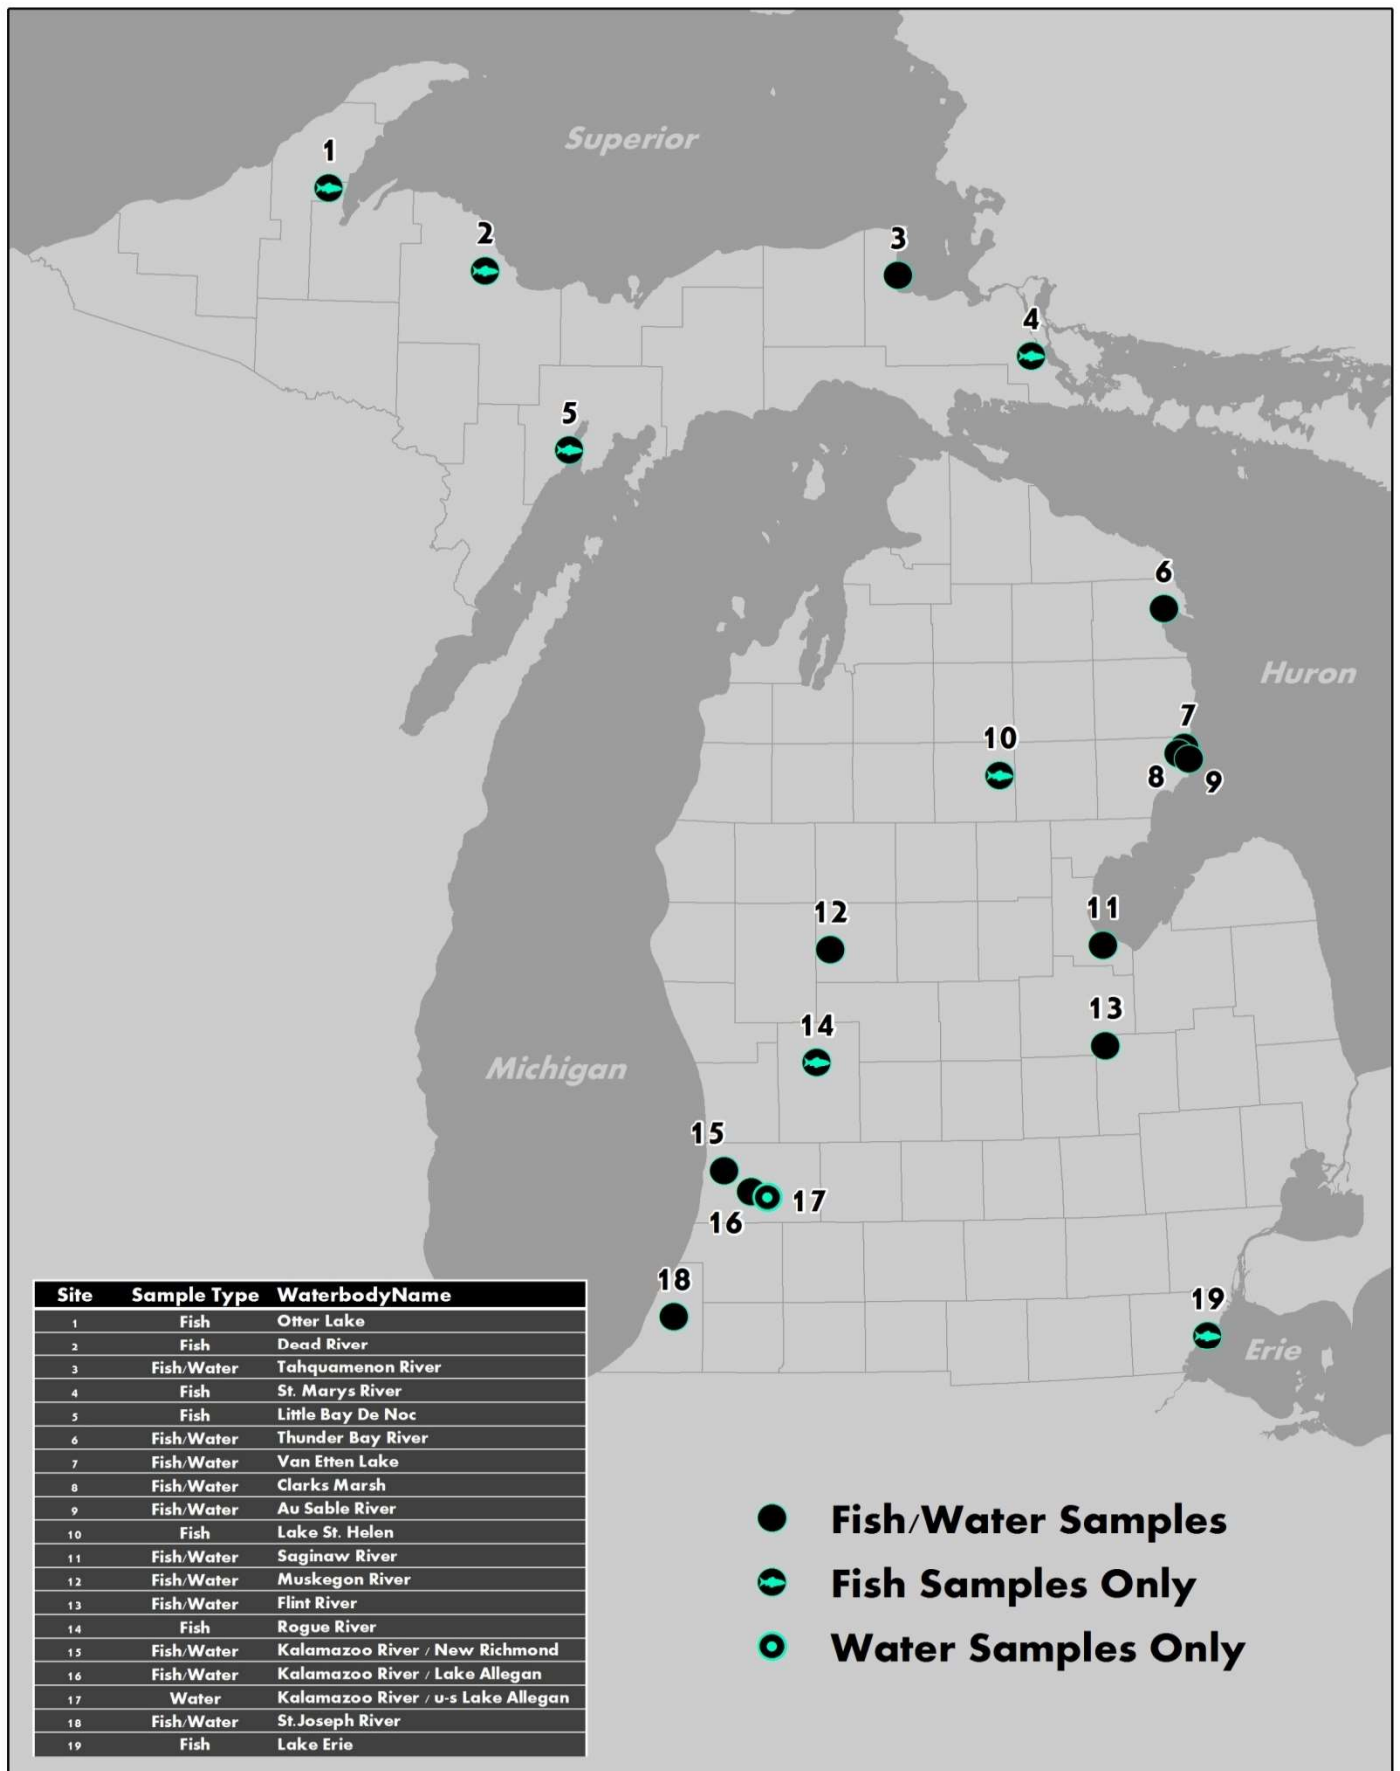 Superior
1
2
3
4
5
6
Huron
7
10
8
9
12
11
13
14
Michigan
15
17
16
18
19
Erie
Site Sample Type WaterbodyName
1 Fish Otter Lake
2 Fish Dead River
3 Fish/Water Tahquamenon River
4 Fish St. Marys River
5 Fish Little Bay De Noc
6 Fish/Water Thunder Bay River
7 Fish/Water Van Etten Lake
8 Fish/Water Clarks Marsh
9 Fish/Water Au Sable River
10 Fish Lake St. Helen
11 Fish/Water Saginaw River
12 Fish/Water Muskegon River
13 Fish/Water Flint River
14 Fish Rogue River
15 Fish/Water Kalamazoo River / New Richmond
16 Fish/Water Kalamazoo River / Lake Allegan
17 Water Kalamazoo River / u-s Lake Allegan
18 Fish/Water St.Joseph River
19 Fish Lake Erie
Fish/Water Samples
Fish Samples Only
Water Samples Only